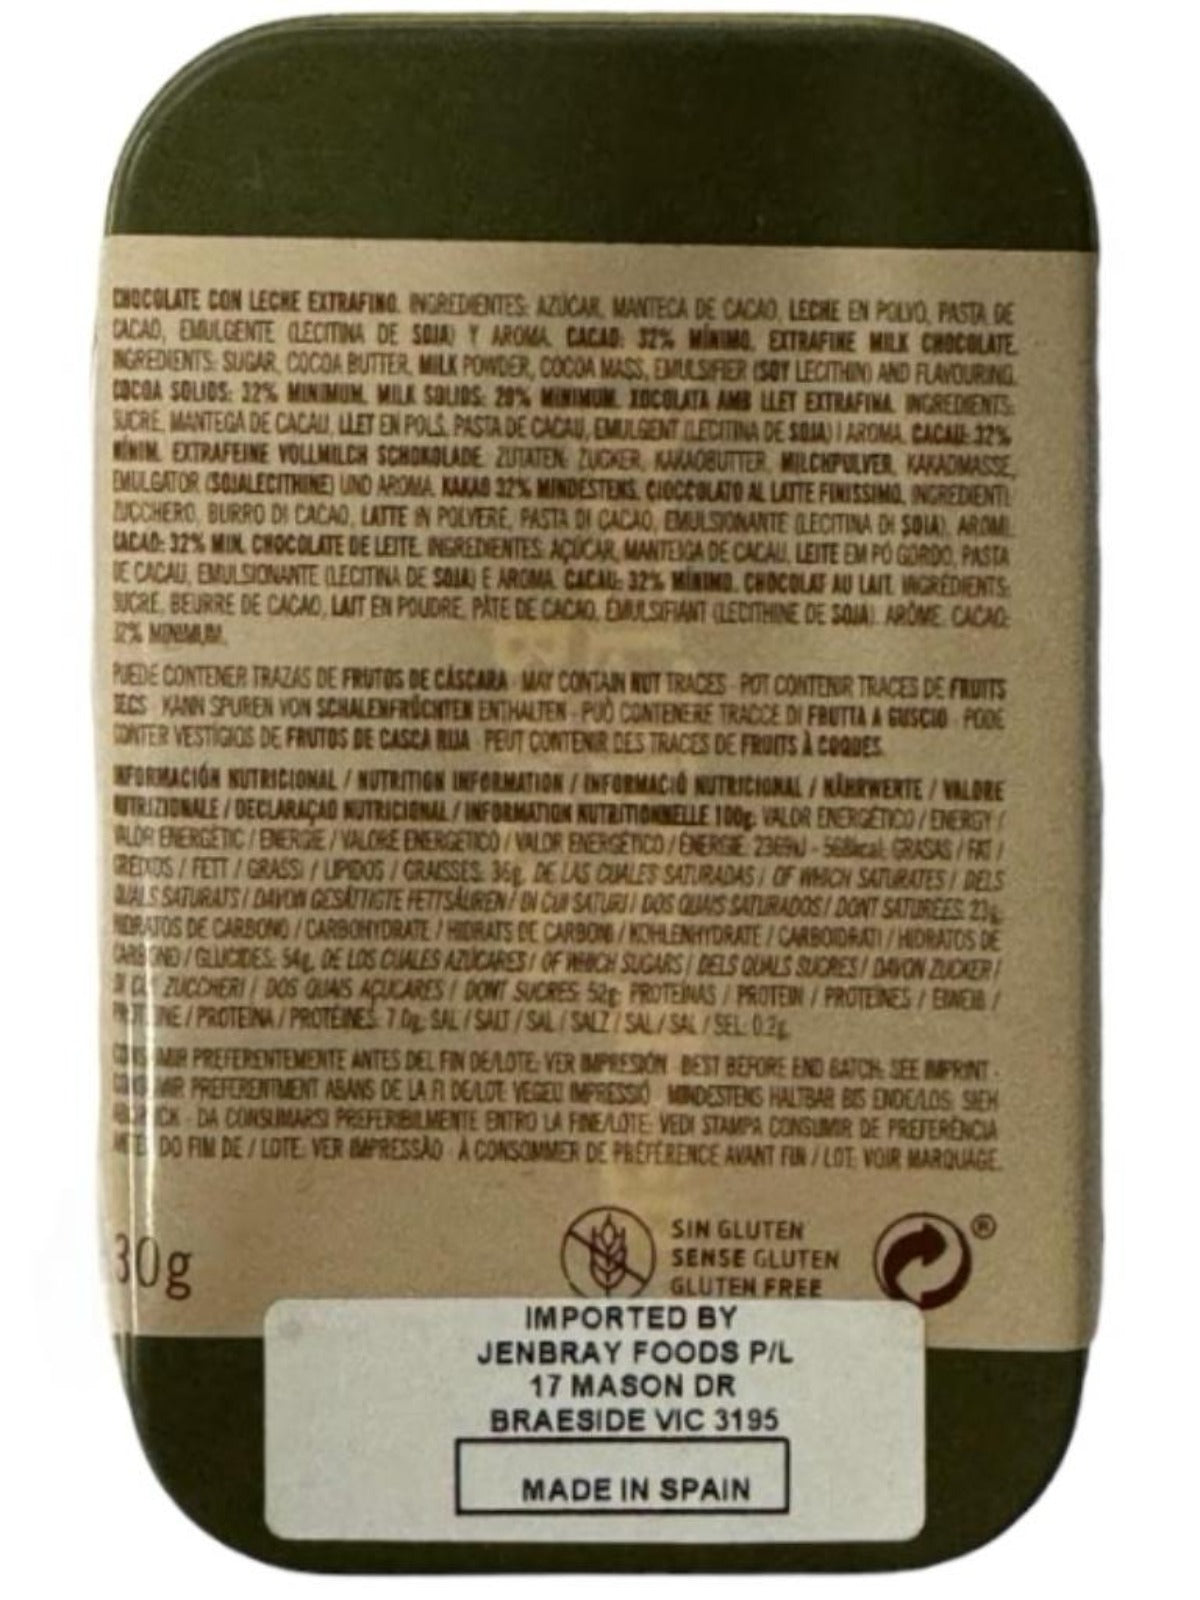 CHOCOLATE CON LECHE EXTRAFINO. INGREDIENTES: AZÚCAR, MANTECA DE CACAO, LECHE EN POLVO, PASTA DE
CACAO, EMULGENTE (LECITINA DE SOJA) Y AROMA. CACAO: 32% MÍNIMO. EXTRAFINE MILK CHOCOLATE.
INGREDIENTS: SUGAR, COCOA BUTTER, MILK POWDER, COCOA MASS, EMULSIFIER (SOY LECITHIN) AND FLAVOURING.
COCOA SOLIDS: 32% MINIMUM. MILK SOLIDS: 20% MINIMUM. XOCOLATA AMB LLET EXTRAFINA. INGREDIENTS:
SUCRE, MANTEGA DE CACAU, LLET EN POLS, PASTA DE CACAU, EMULGENT (LECITINA DE SOJA) I AROMA. CACAU: 32%
MÍNIM. EXTRAFEINE VOLLMILCH SCHOKOLADE. ZUTATEN: ZUCKER, KAKAOBUTTER, MILCHPULVER, KAKAOMASSE,
EMULGATOR (SOJALECITHINE) UND AROMA. KAKAO 32% MINDESTENS. CIOCCOLATO AL LATTE FINISSIMO. INGREDIENTI:
ZUCCHERO, BURRO DI CACAO, LATTE IN POLVERE, PASTA DI CACAO, EMULSIONANTE (LECITINA DI SOIA), AROMI.
CACAO: 32% MIN. CHOCOLATE DE LEITE. INGREDIENTES: AÇÚCAR, MANTEIGA DE CACAU, LEITE EM PÓ GORDO, PASTA
DE CACAU, EMULSIONANTE (LECITINA DE SOJA) E AROMA. CACAU: 32% MÍNIMO. CHOCOLAT AU LAIT. INGRÉDIENTS:
SUCRE, BEURRE DE CACAO, LAIT EN POUDRE, PÂTE DE CACAO, ÉMULSIFIANT (LECITHINE DE SOJA). ARÔME. CACAO:
32% MINIMUM.
PUEDE CONTENER TRAZAS DE FRUTOS DE CÁSCARA · MAY CONTAIN NUT TRACES · POT CONTENIR TRACES DE FRUITS
SECS · KANN SPUREN VON SCHALENFRÜCHTEN ENTHALTEN · PUÒ CONTENERE TRACCE DI FRUTTA A GUSCIO · PODE
CONTER VESTÍGIOS DE FRUTOS DE CASCA RIJA · PEUT CONTENIR DES TRACES DE FRUITS À COQUES.
INFORMACIÓN NUTRICIONAL / NUTRITION INFORMATION / INFORMACIÓ NUTRICIONAL / NÄHRWERTE / VALORE
NUTRIZIONALE / DECLARAÇAO NUTRICIONAL / INFORMATION NUTRITIONNELLE 100g: VALOR ENERGÉTICO / ENERGY /
VALOR ENERGÈTIC / ENERGIE / VALORE ENERGETICO / VALOR ENERGÉTICO / ÉNERGIE: 2369kJ - 568kcal; GRASAS / FAT /
GREIXOS / FETT / GRASSI / LIPIDOS / GRAISSES: 36g, DE LAS CUALES SATURADAS / OF WHICH SATURATES / DELS
QUALS SATURATS / DAVON GESÄTTIGTE FETTSÄUREN / DI CUI SATURI / DOS QUAIS SATURADOS / DONT SATURÉES: 23g;
HIDRATOS DE CARBONO / CARBOHYDRATE / HIDRATS DE CARBONI / KOHLENHYDRATE / CARBOIDRATI / HIDRATOS DE
CARBONO / GLUCIDES: 54g, DE LOS CUALES AZÚCARES / OF WHICH SUGARS / DELS QUALS SUCRES / DAVON ZUCKER /
DI CUI ZUCCHERI / DOS QUAIS AÇUCARES / DONT SUCRES: 52g; PROTEÍNAS / PROTEIN / PROTEÏNES / EIWEIß /
PROTEINE / PROTEÍNA / PROTÉINES: 7.0g; SAL / SALT / SAL / SALZ / SAL / SAL / SEL: 0.2g.
CONSUMIR PREFERENTEMENTE ANTES DEL FIN DE/LOTE: VER IMPRESIÓN · BEST BEFORE END BATCH: SEE IMPRINT ·
CONSUMIR PREFERENTMENT ABANS DE LA FI DE/LOT: VEGEU IMPRESSIÓ · MINDESTENS HALTBAR BIS ENDE/LOS: SIEH
ABDRUCK · DA CONSUMARSI PREFERIBILMENTE ENTRO LA FINE/LOTE: VEDI STAMPA CONSUMIR DE PREFERÊNCIA
ANTES DO FIM DE / LOTE: VER IMPRESSÃO · À CONSOMMER DE PRÉFÉRENCE AVANT FIN / LOT: VOIR MARQUAGE.
SIN GLUTEN
SENSE GLUTEN
GLUTEN FREE
®
30g
IMPORTED BY
JENBRAY FOODS P/L
17 MASON DR
BRAESIDE VIC 3195
MADE IN SPAIN